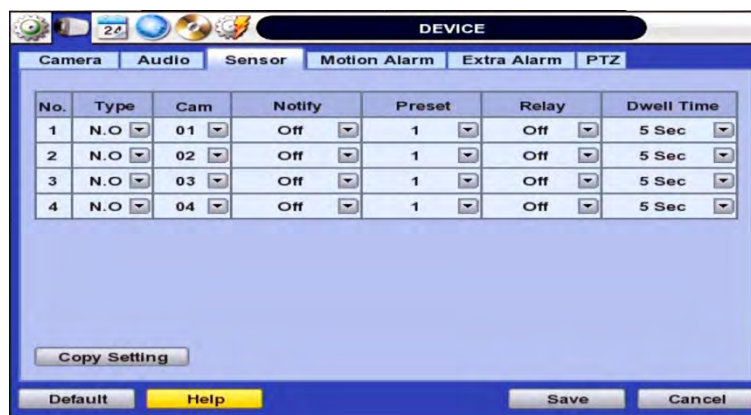 24 DEVICE
Camera Audio Sensor Motion Alarm Extra Alarm PTZ
No. Type Cam Notify Preset Relay Dwell Time
1 N.O 01 Off 1 Off 5 Sec
2 N.O 02 Off 1 Off 5 Sec
3 N.O 03 Off 1 Off 5 Sec
4 N.O 04 Off 1 Off 5 Sec
Copy Setting
Default Help Save Cancel